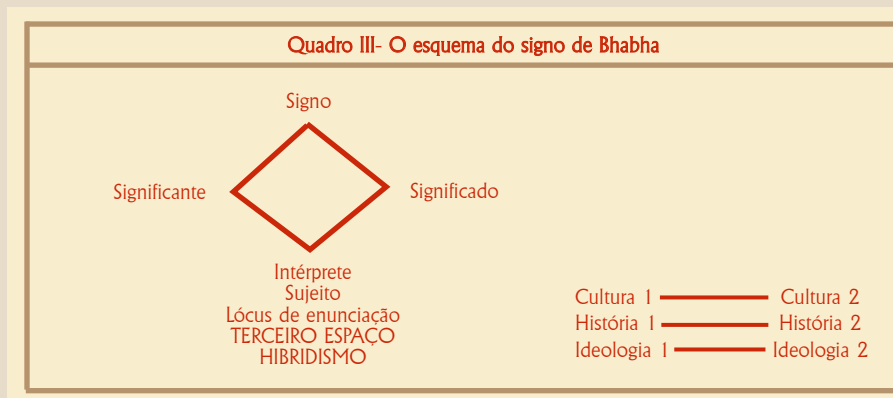 Quadro III- O esquema do signo de Bhabha
Signo
Significante
Significado
Intérprete
Sujeito
Lócus de enunciação
TERCEIRO ESPAÇO
HIBRIDISMO
Cultura 1 Cultura 2
História 1 História 2
Ideologia 1 Ideologia 2